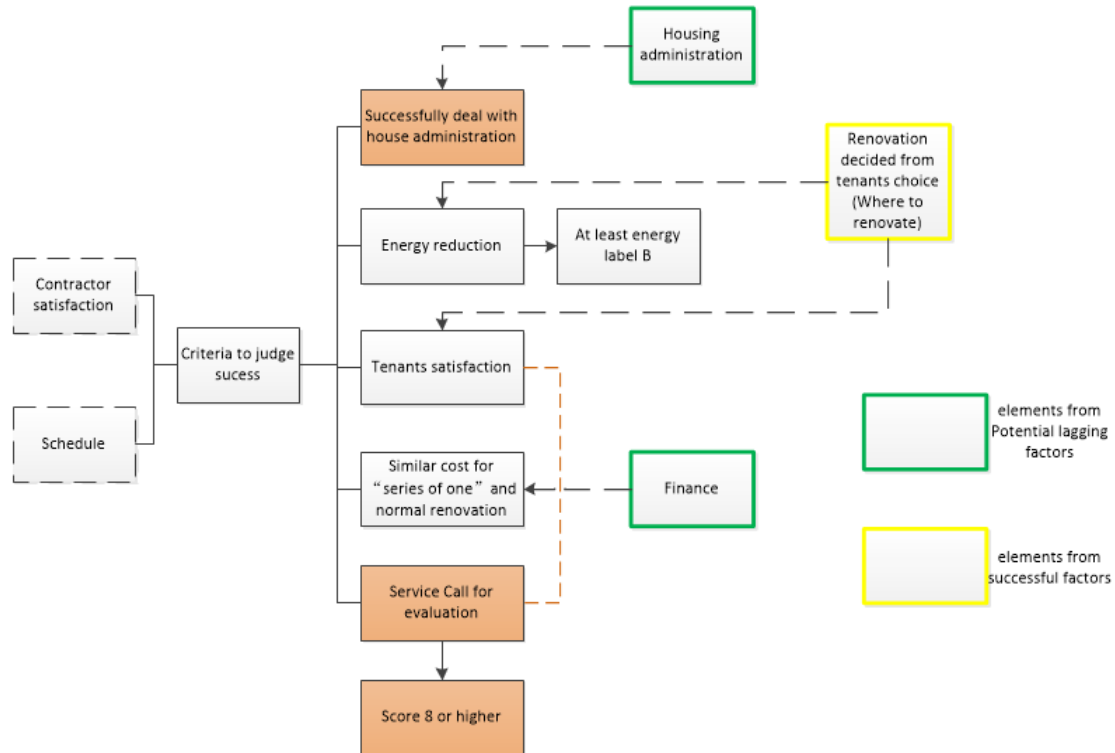 Housing
administration
Successfully deal with
house administration
Renovation
decided from
tenants choice
(Where to
renovate)
Energy reduction
At least energy
label B
Contractor
satisfaction
Criteria to judge
sucess
Tenants satisfaction
Schedule
elements from
Potential lagging
factors
Similar cost for
“series of one” and
normal renovation
Finance
elements from
successful factors
Service Call for
evaluation
Score 8 or higher